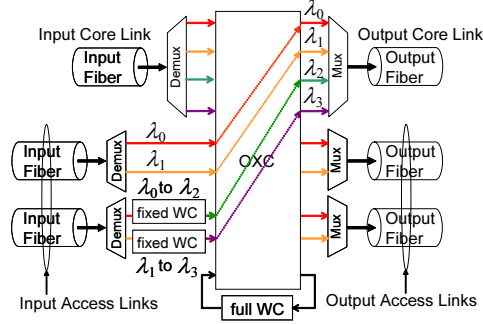 Input Core Link
λ0
Output Core Link
Input
Fiber
Demux
λ1
Mux
Output
Fiber
λ2
λ3
Input
Fiber
Demux
λ0
λ1
OXC
Mux
Output
Fiber
λ0 to λ2
Input
Fiber
Demux
fixed WC
fixed WC
Mux
Output
Fiber
λ1 to λ3
Input Access Links
full WC
Output Access Links